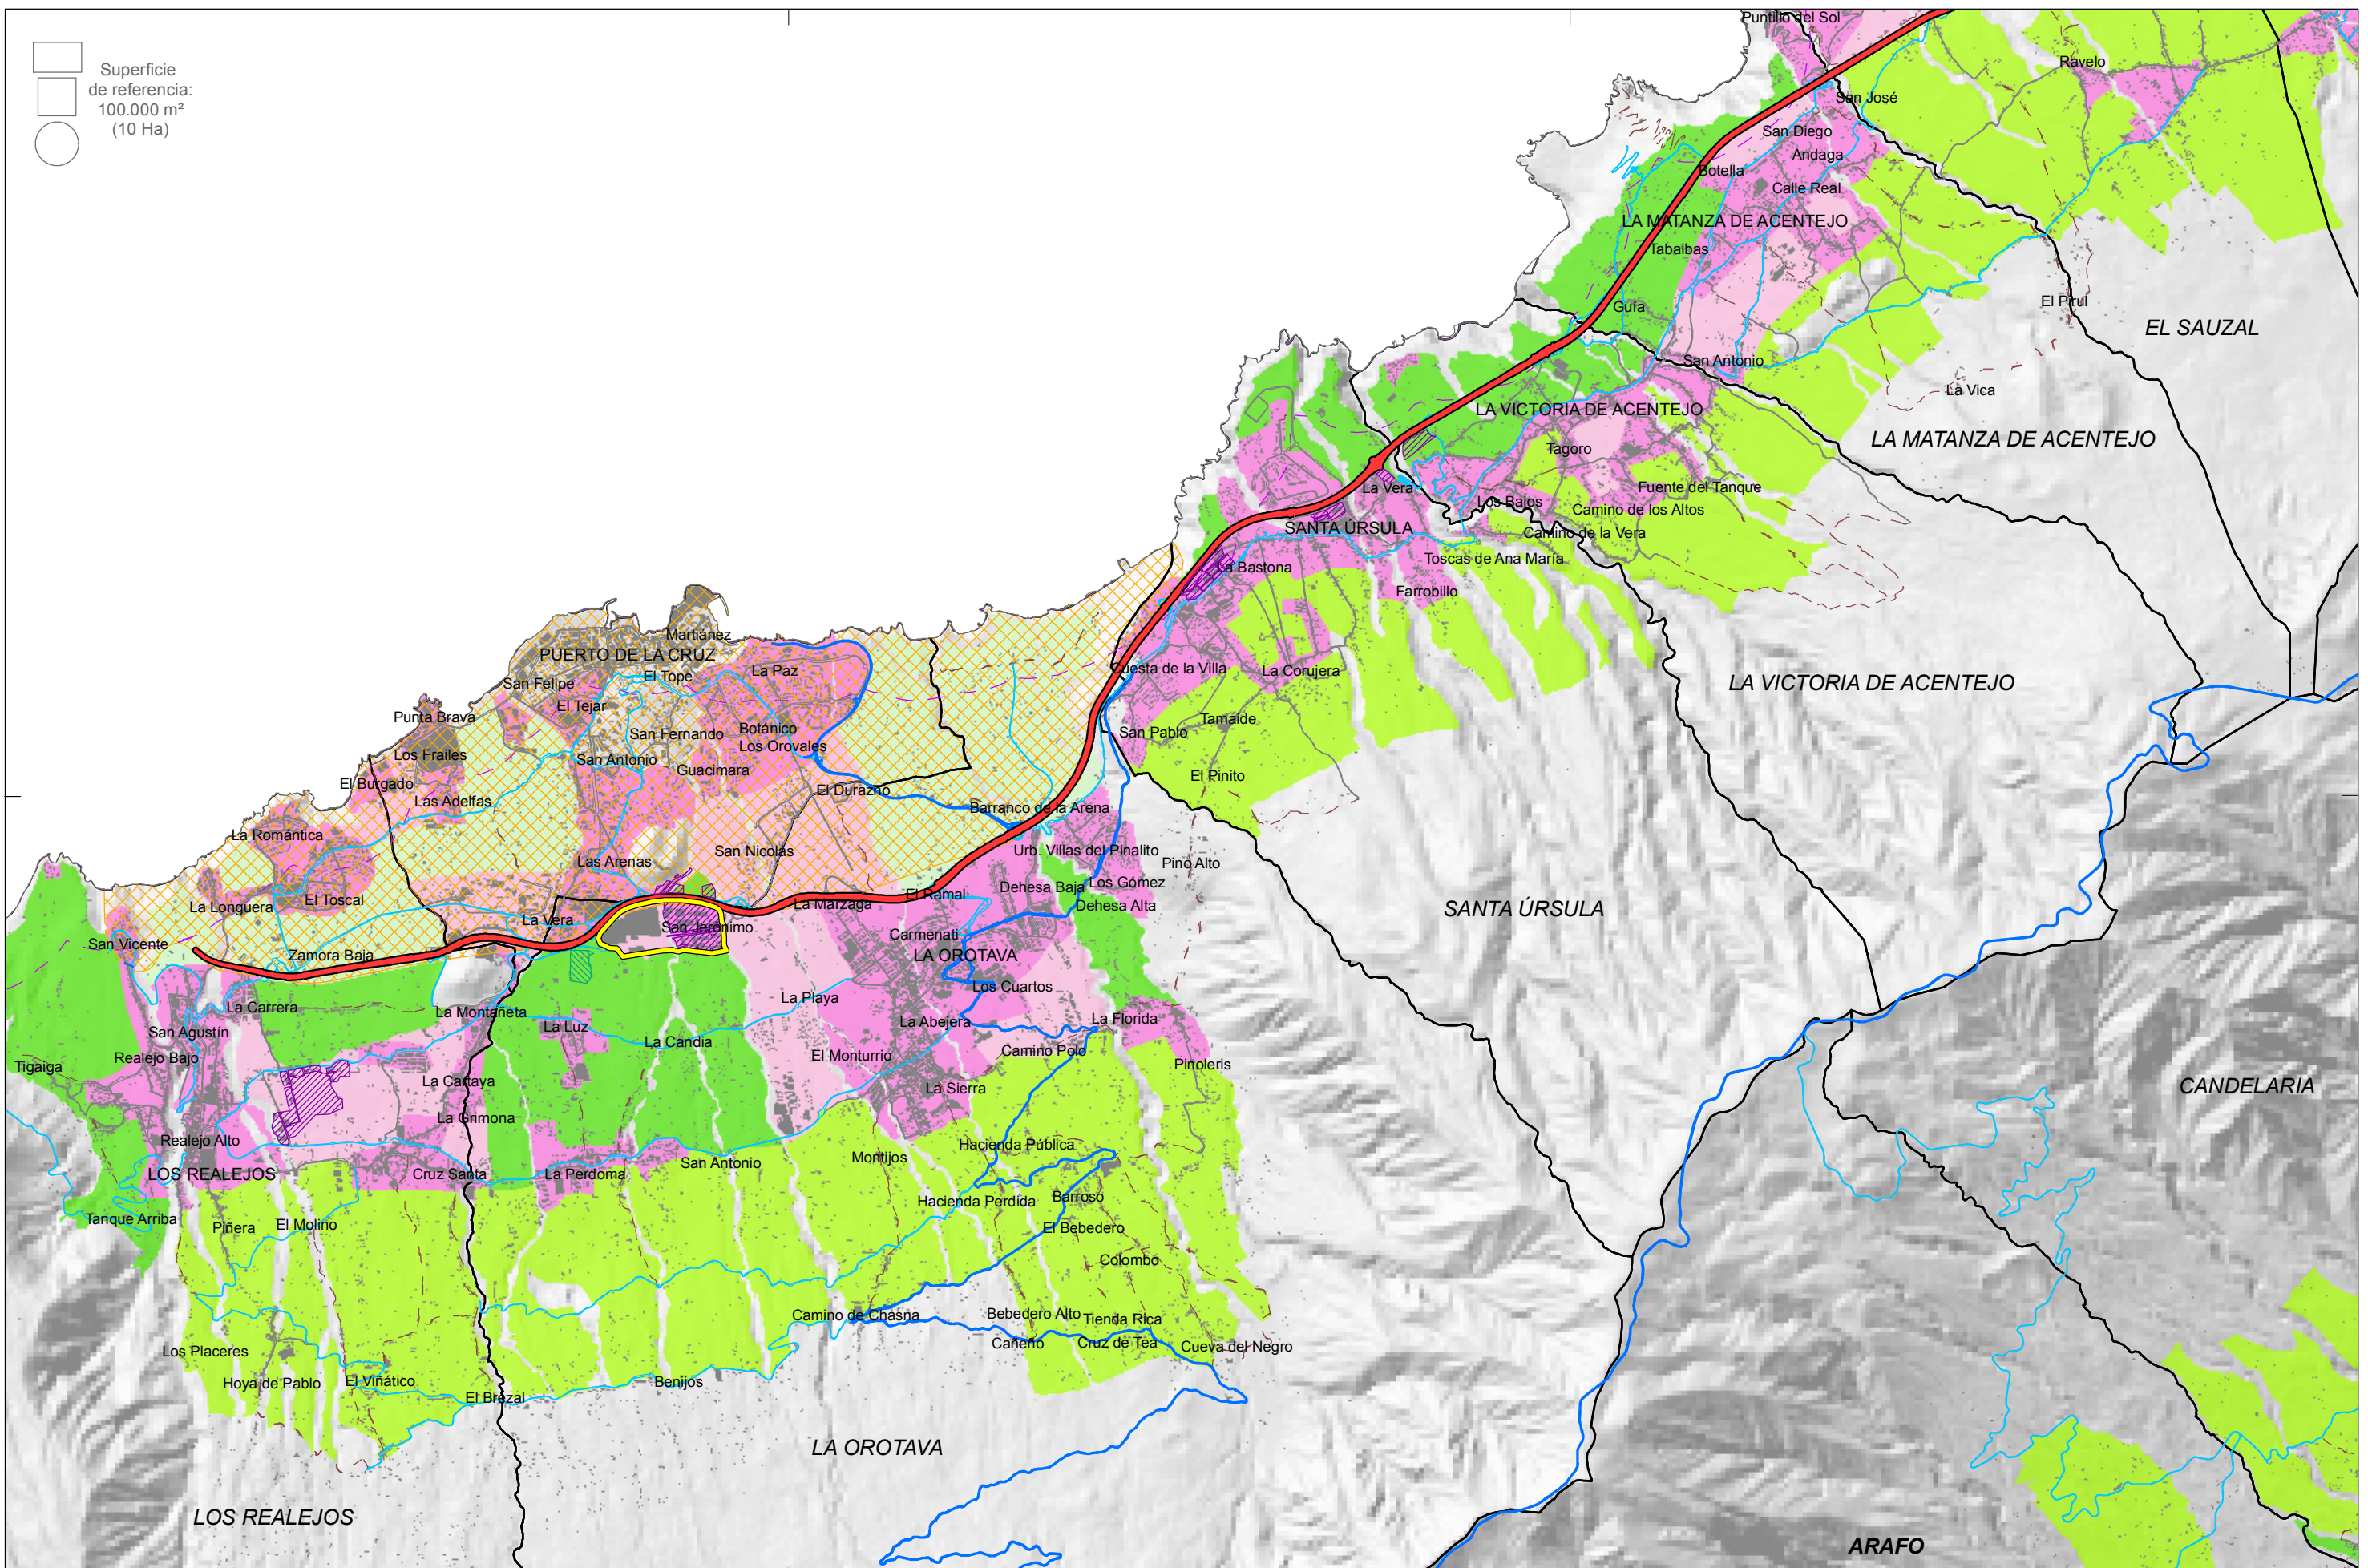 Superficie
de referencia:
100.000 m²
(10 Ha)
Puntillo del Sol
Ravelo
San José
San Diego
Andaga
Botella
Calle Real
LA MATANZA DE ACENTEJO
Tabaibas
El Pirul
Guía
EL SAUZAL
San Antonio
La Vica
LA VICTORIA DE ACENTEJO
LA MATANZA DE ACENTEJO
Tagoro
La Vera
Fuente del Tanque
Los Bajos
Camino de los Altos
SANTA ÚRSULA
Camino de la Vera
Toscas de Ana María
La Bastona
Farrobillo
Martiánez
PUERTO DE LA CRUZ
La Paz
Cuesta de la Villa
La Corujera
El Tope
San Felipe
LA VICTORIA DE ACENTEJO
El Tejar
Punta Brava
Tamaide
Botánico
San Fernando
San Pablo
Los Orovales
Los Frailes
San Antonio
Guacimara
El Pinito
El Burgado
El Durazno
Las Adelfas
Barranco de la Arena
La Romántica
San Nicolás
Urb. Villas del Pinalito
Las Arenas
Pino Alto
Los Gómez
Dehesa Baja
El Ramal
El Toscal
La Marzaga
Dehesa Alta
La Longuera
SANTA ÚRSULA
La Vera
San Jerónimo
Carmenati
San Vicente
Zamora Baja
LA OROTAVA
Los Cuartos
La Playa
La Carrera
La Montañeta
La Abejera
La Florida
La Luz
San Agustín
La Candia
Camino Polo
El Monturrio
Realejo Bajo
Pinoleris
Tigaiga
La Cartaya
CANDELARIA
La Sierra
La Grimona
Realejo Alto
Hacienda Pública
Montijos
San Antonio
LOS REALEJOS
Cruz Santa
La Perdoma
Barroso
Hacienda Perdida
Tanque Arriba
Piñera
El Molino
El Bebedero
Colombo
Camino de Chasna
Bebedero Alto
Tienda Rica
Cañeño
Cruz de Tea
Cueva del Negro
Los Placeres
Hoya de Pablo
El Viñático
Benijos
El Brezal
LA OROTAVA
LOS REALEJOS
ARAFO